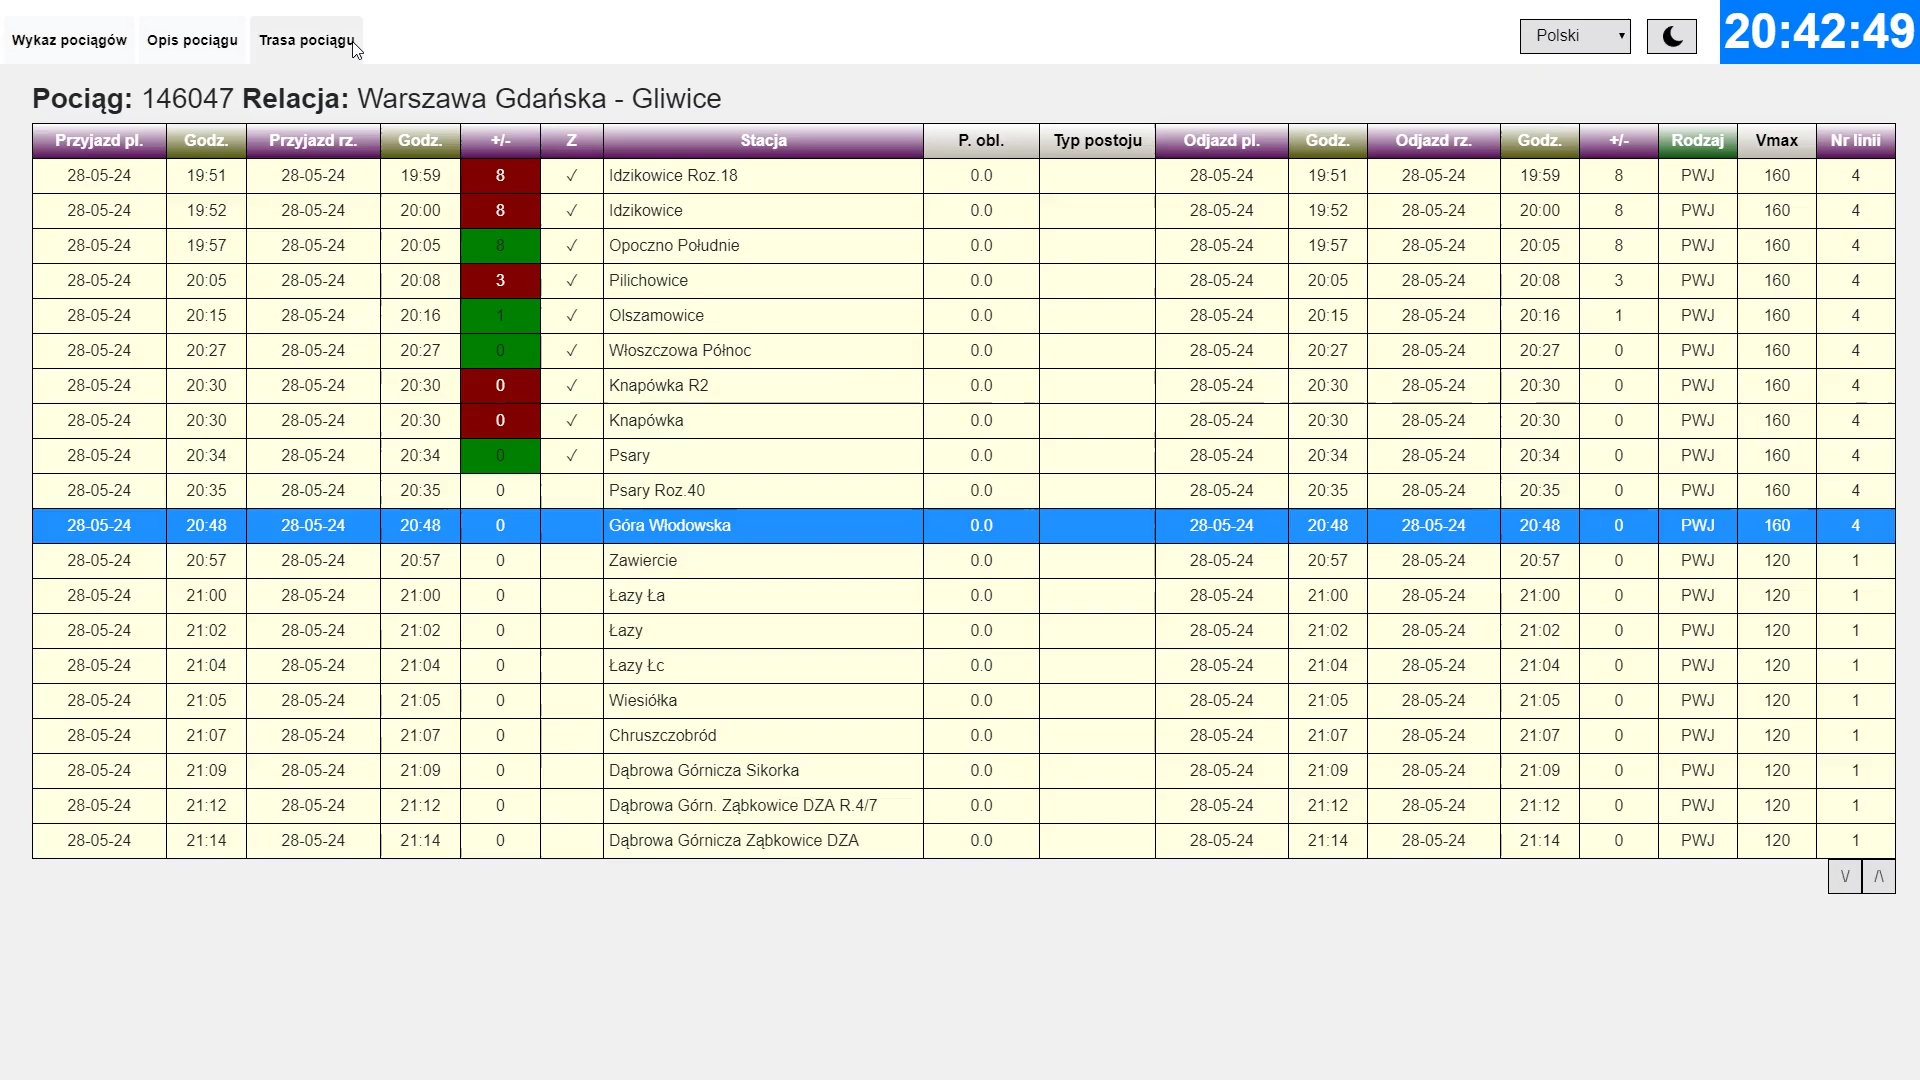 Wykaz pociągów Opis pociągu Trasa pociągu Polski 20:42:49
Pociąg: 146047 Relacja: Warszawa Gdańska - Gliwice
Przyjazd pl. Godz. Przyjazd rz. Godz. +/- Z Stacja P. obl. Typ postoju Odjazd pl. Godz. Odjazd rz. Godz. +/- Rodzaj Vmax Nr linii
28-05-24 19:51 28-05-24 19:59 8 ✓ Idzikowice Roz.18 0.0 28-05-24 19:51 28-05-24 19:59 8 PWJ 160 4
28-05-24 19:52 28-05-24 20:00 8 ✓ Idzikowice 0.0 28-05-24 19:52 28-05-24 20:00 8 PWJ 160 4
28-05-24 19:57 28-05-24 20:05 8 ✓ Opoczno Południe 0.0 28-05-24 19:57 28-05-24 20:05 8 PWJ 160 4
28-05-24 20:05 28-05-24 20:08 3 ✓ Pilichowice 0.0 28-05-24 20:05 28-05-24 20:08 3 PWJ 160 4
28-05-24 20:15 28-05-24 20:16 1 ✓ Olszamowice 0.0 28-05-24 20:15 28-05-24 20:16 1 PWJ 160 4
28-05-24 20:27 28-05-24 20:27 0 ✓ Włoszczowa Północ 0.0 28-05-24 20:27 28-05-24 20:27 0 PWJ 160 4
28-05-24 20:30 28-05-24 20:30 0 ✓ Knapówka R2 0.0 28-05-24 20:30 28-05-24 20:30 0 PWJ 160 4
28-05-24 20:30 28-05-24 20:30 0 ✓ Knapówka 0.0 28-05-24 20:30 28-05-24 20:30 0 PWJ 160 4
28-05-24 20:34 28-05-24 20:34 0 ✓ Psary 0.0 28-05-24 20:34 28-05-24 20:34 0 PWJ 160 4
28-05-24 20:35 28-05-24 20:35 0 Psary Roz.40 0.0 28-05-24 20:35 28-05-24 20:35 0 PWJ 160 4
28-05-24 20:48 28-05-24 20:48 0 Góra Włodowska 0.0 28-05-24 20:48 28-05-24 20:48 0 PWJ 160 4
28-05-24 20:57 28-05-24 20:57 0 Zawiercie 0.0 28-05-24 20:57 28-05-24 20:57 0 PWJ 120 1
28-05-24 21:00 28-05-24 21:00 0 Łazy Ła 0.0 28-05-24 21:00 28-05-24 21:00 0 PWJ 120 1
28-05-24 21:02 28-05-24 21:02 0 Łazy 0.0 28-05-24 21:02 28-05-24 21:02 0 PWJ 120 1
28-05-24 21:04 28-05-24 21:04 0 Łazy Łc 0.0 28-05-24 21:04 28-05-24 21:04 0 PWJ 120 1
28-05-24 21:05 28-05-24 21:05 0 Wiesiółka 0.0 28-05-24 21:05 28-05-24 21:05 0 PWJ 120 1
28-05-24 21:07 28-05-24 21:07 0 Chruszczobród 0.0 28-05-24 21:07 28-05-24 21:07 0 PWJ 120 1
28-05-24 21:09 28-05-24 21:09 0 Dąbrowa Górnicza Sikorka 0.0 28-05-24 21:09 28-05-24 21:09 0 PWJ 120 1
28-05-24 21:12 28-05-24 21:12 0 Dąbrowa Górn. Ząbkowice DZA R.4/7 0.0 28-05-24 21:12 28-05-24 21:12 0 PWJ 120 1
28-05-24 21:14 28-05-24 21:14 0 Dąbrowa Górnicza Ząbkowice DZA 0.0 28-05-24 21:14 28-05-24 21:14 0 PWJ 120 1
\/ /\